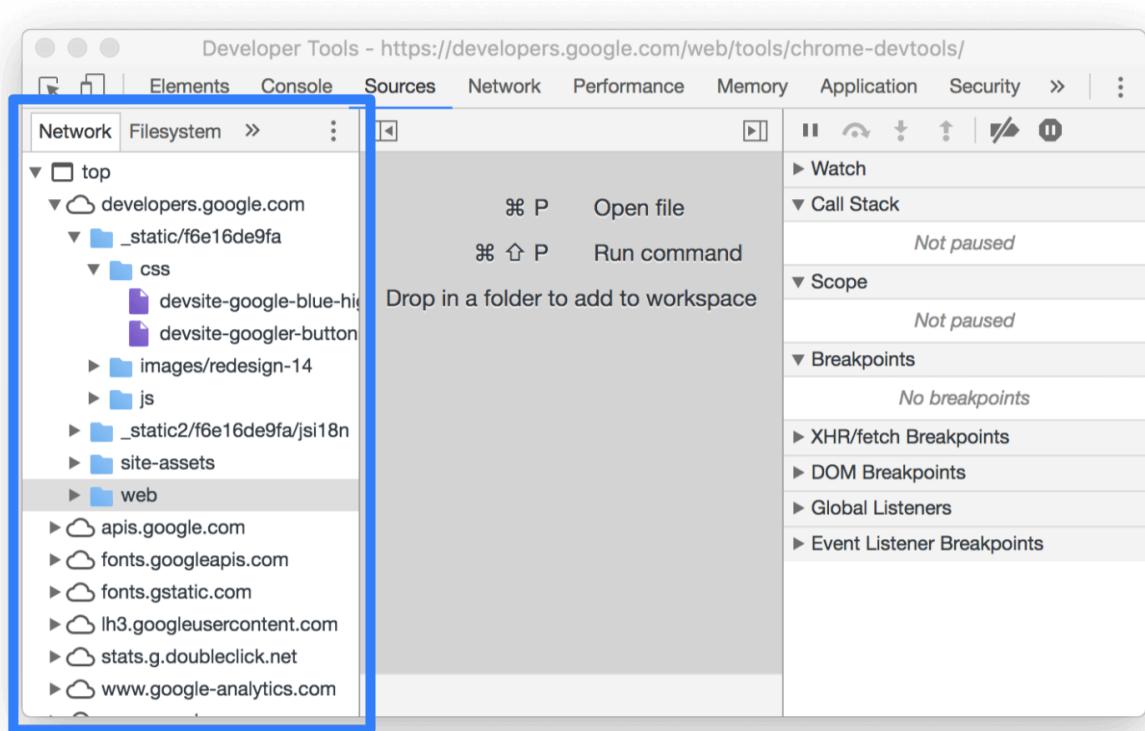 Developer Tools - https://developers.google.com/web/tools/chrome-devtools/
Elements Console Sources Network Performance Memory Application Security »
Network Filesystem »
top
developers.google.com
_static/f6e16de9fa
css
devsite-google-blue-hi
devsite-googler-button
images/redesign-14
js
_static2/f6e16de9fa/jsi18n
site-assets
web
apis.google.com
fonts.googleapis.com
fonts.gstatic.com
lh3.googleusercontent.com
stats.g.doubleclick.net
www.google-analytics.com
⌘ P Open file
⌘ ⇧ P Run command
Drop in a folder to add to workspace
Watch
Call Stack
Not paused
Scope
Not paused
Breakpoints
No breakpoints
XHR/fetch Breakpoints
DOM Breakpoints
Global Listeners
Event Listener Breakpoints